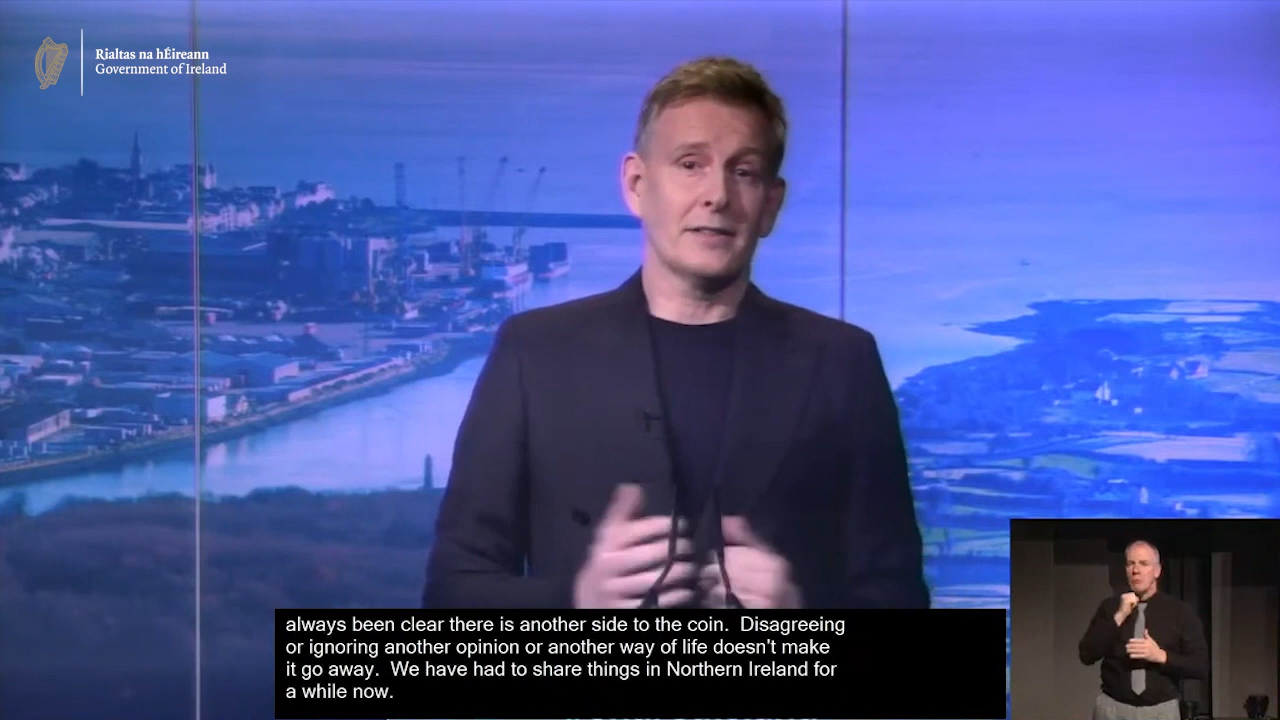 Rialtas na hÉireann
Government of Ireland
always been clear there is another side to the coin.  Disagreeing
or ignoring another opinion or another way of life doesn't make
it go away.  We have had to share things in Northern Ireland for
a while now.